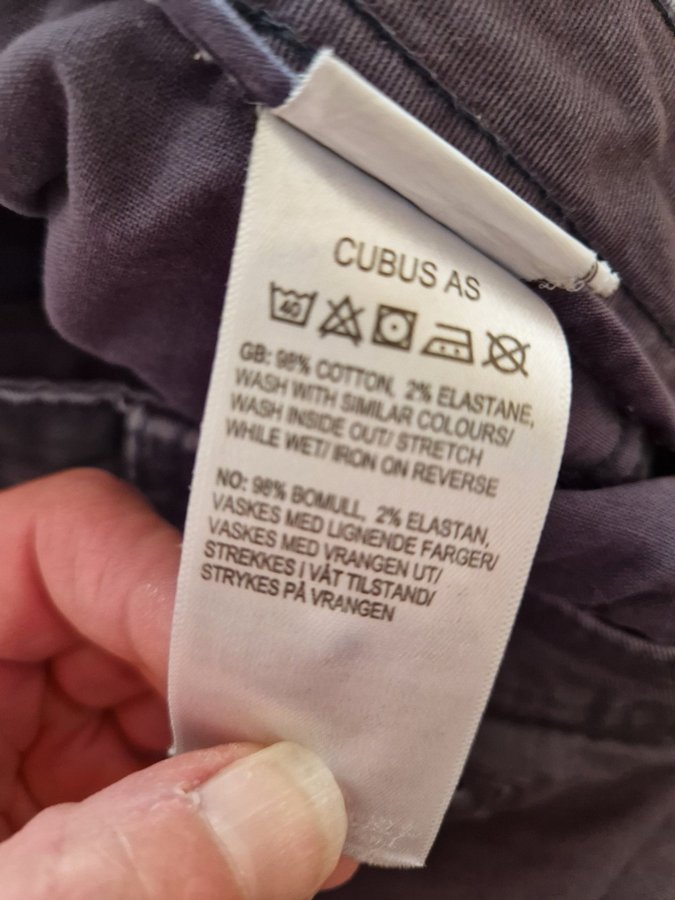 CUBUS AS
40
GB: 98% COTTON, 2% ELASTANE,
WASH WITH SIMILAR COLOURS/
WASH INSIDE OUT/ STRETCH
WHILE WET/ IRON ON REVERSE
NO: 98% BOMULL, 2% ELASTAN,
VASKES MED LIGNENDE FARGER/
VASKES MED VRANGEN UT/
STREKKES I VÅT TILSTAND/
STRYKES PÅ VRANGEN